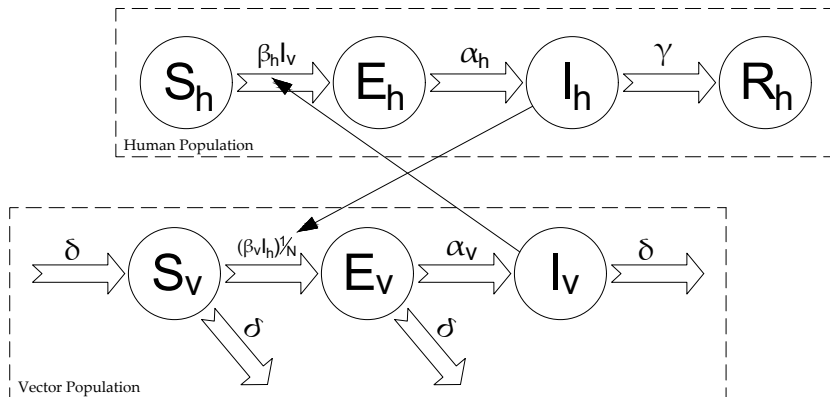 βhIv αh γ
Sh Eh Ih Rh
Human Population
δ (βvIh)1/N αv δ
Sv Ev Iv
δ δ
Vector Population